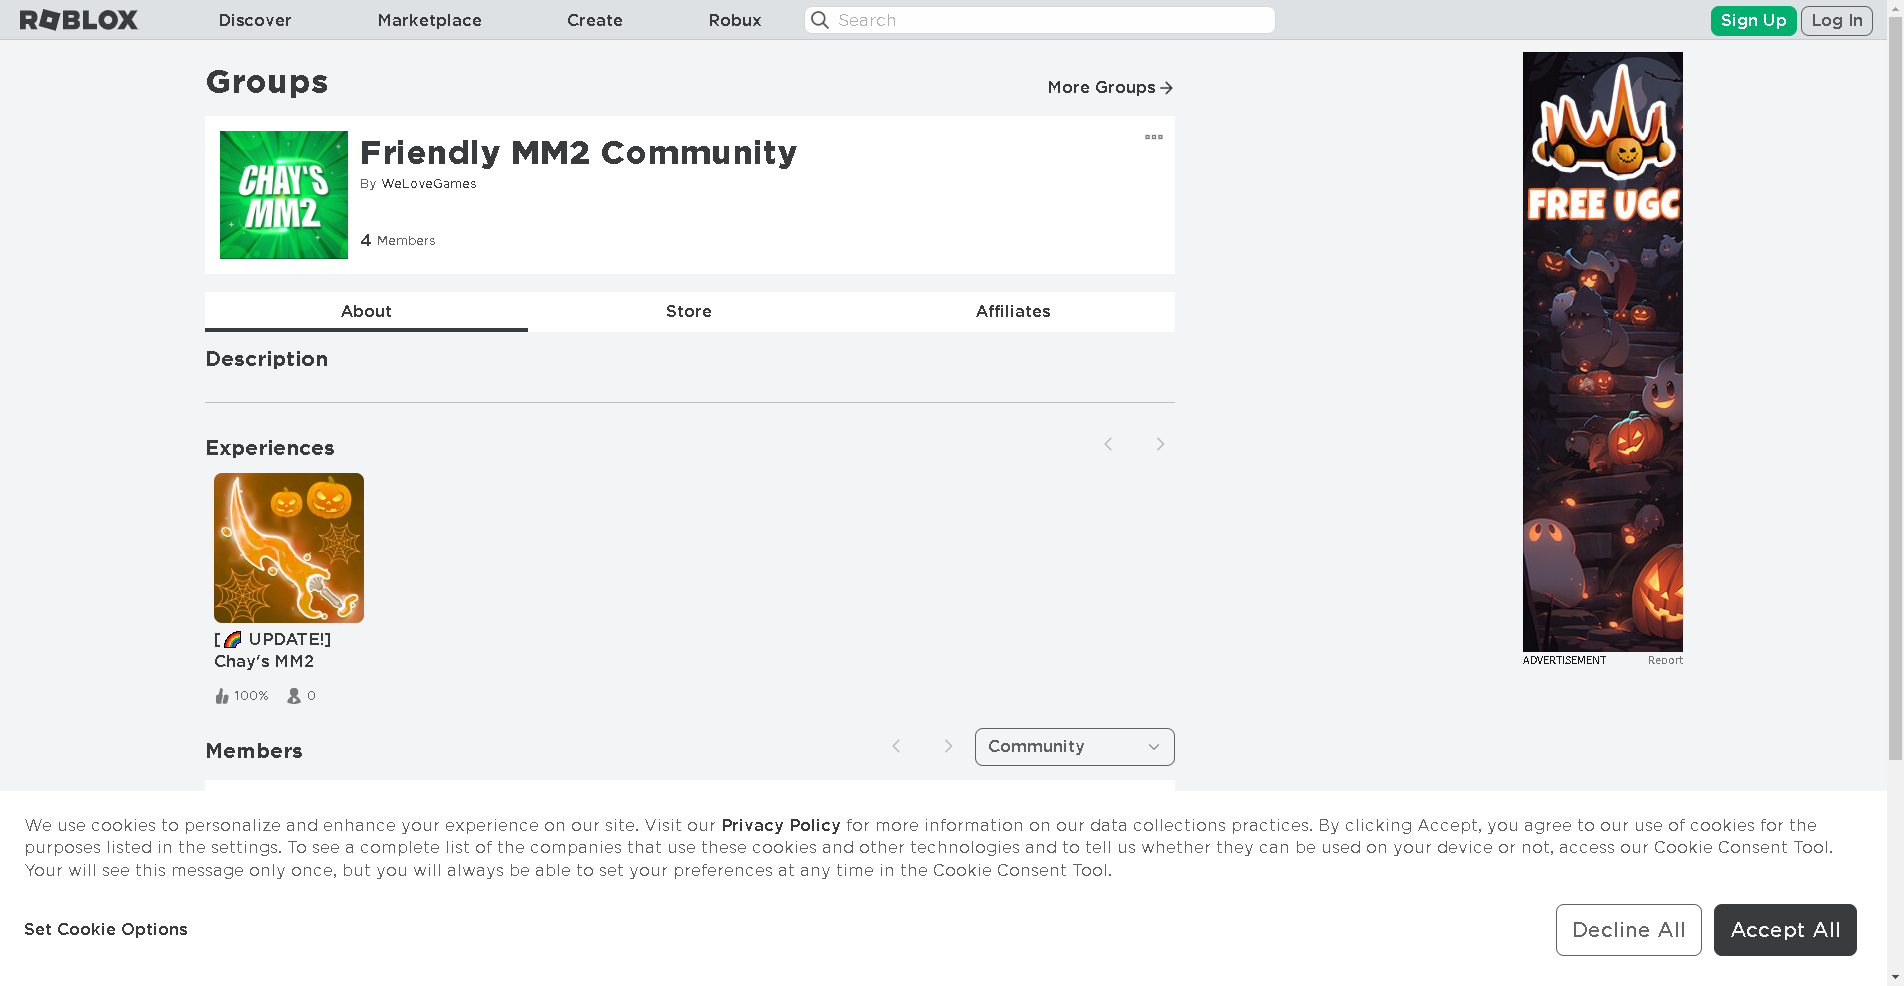 ROBLOX Discover Marketplace Create Robux Search Sign Up Log In
Groups
More Groups
CHAY'S
MM2
Friendly MM2 Community
By WeLoveGames
4 Members
FREE UGC
About Store Affiliates
Description
Experiences
[🌈 UPDATE!]
Chay's MM2
100% 0
ADVERTISEMENT Report
Members
Community
We use cookies to personalize and enhance your experience on our site. Visit our Privacy Policy for more information on our data collections practices. By clicking Accept, you agree to our use of cookies for the
purposes listed in the settings. To see a complete list of the companies that use these cookies and other technologies and to tell us whether they can be used on your device or not, access our Cookie Consent Tool.
Your will see this message only once, but you will always be able to set your preferences at any time in the Cookie Consent Tool.
Set Cookie Options
Decline All
Accept All